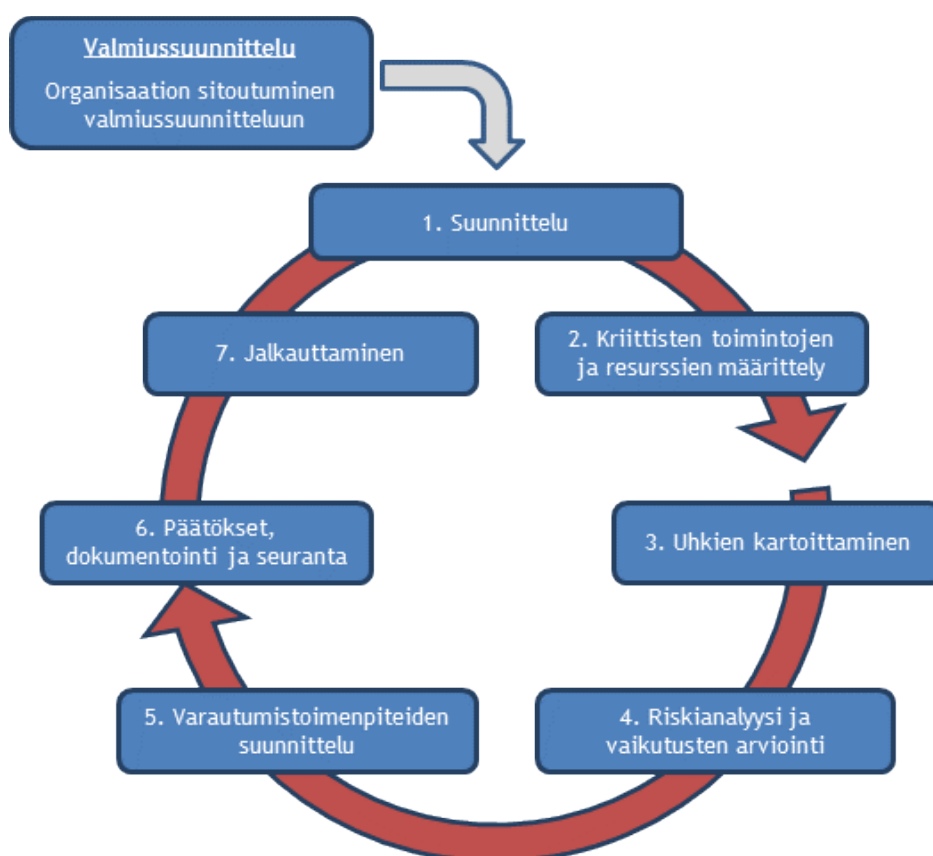 Valmiussuunnittelu
Organisaation sitoutuminen
valmiussuunnitteluun
1. Suunnittelu
2. Kriittisten toimintojen
ja resurssien määrittely
3. Uhkien kartoittaminen
4. Riskianalyysi ja
vaikutusten arviointi
5. Varautumistoimenpiteiden
suunnittelu
6. Päätökset,
dokumentointi ja seuranta
7. Jalkauttaminen